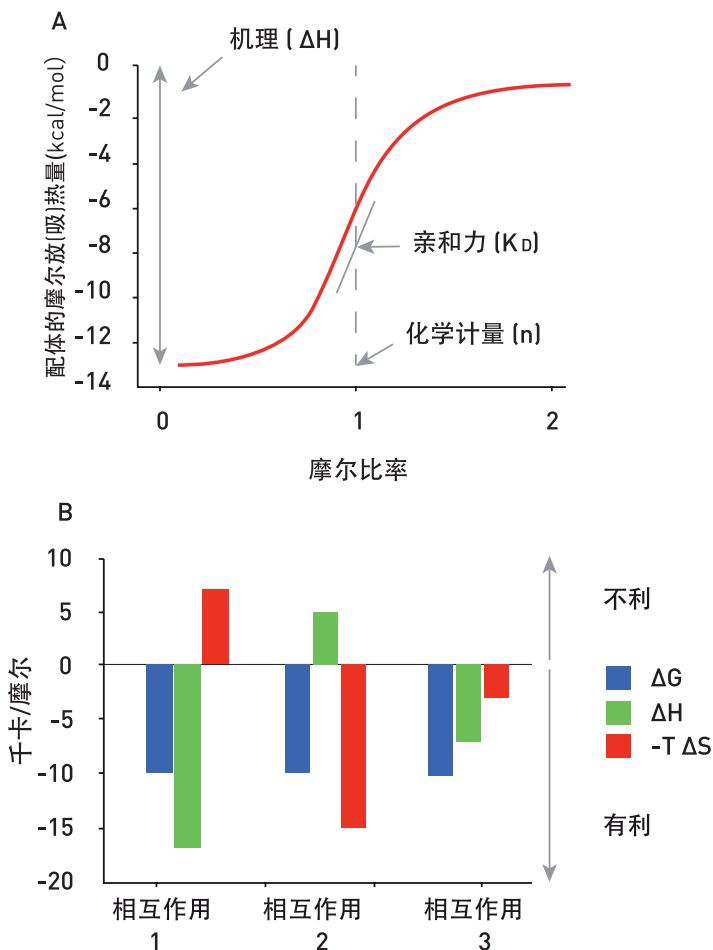 A
机理 (ΔH)
0
-2
-4
-6
-8
-10
-12
-14
配体的摩尔放(吸)热量(kcal/mol)
亲和力 (KD)
化学计量 (n)
0 1 2
摩尔比率
B
10
5
0
-5
-10
-15
-20
千卡/摩尔
不利
ΔG
ΔH
-T ΔS
有利
相互作用 相互作用 相互作用
1 2 3